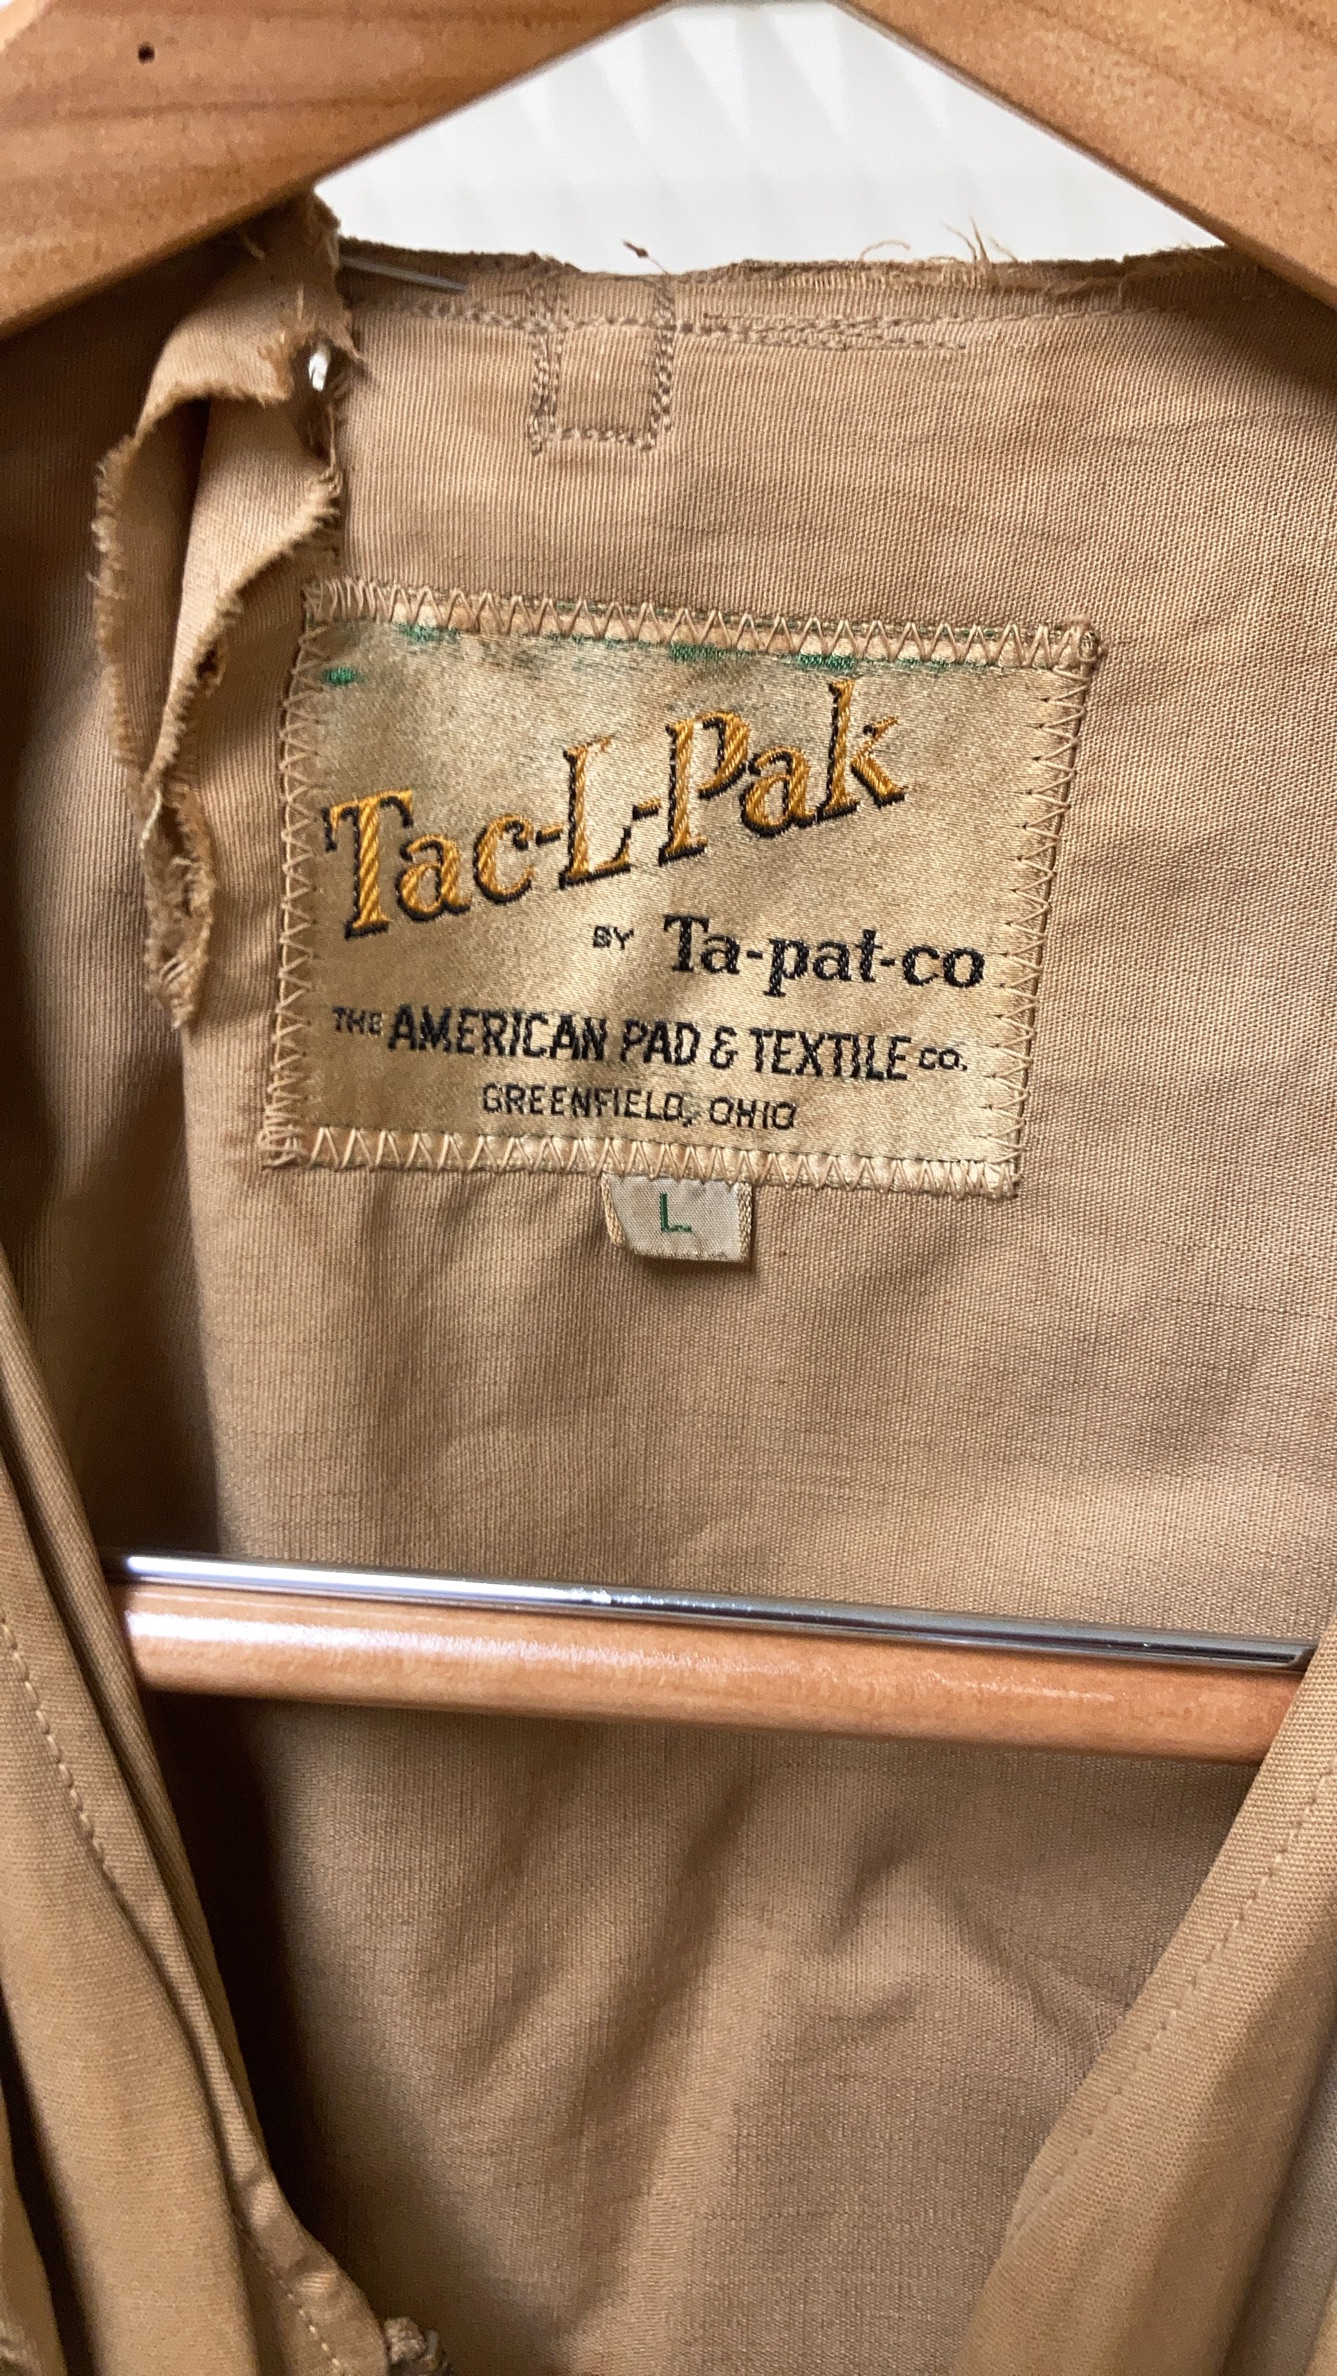 Tac-L-Pak
BY Ta-pat-co
THE AMERICAN PAD & TEXTILE CO.
GREENFIELD, OHIO
L